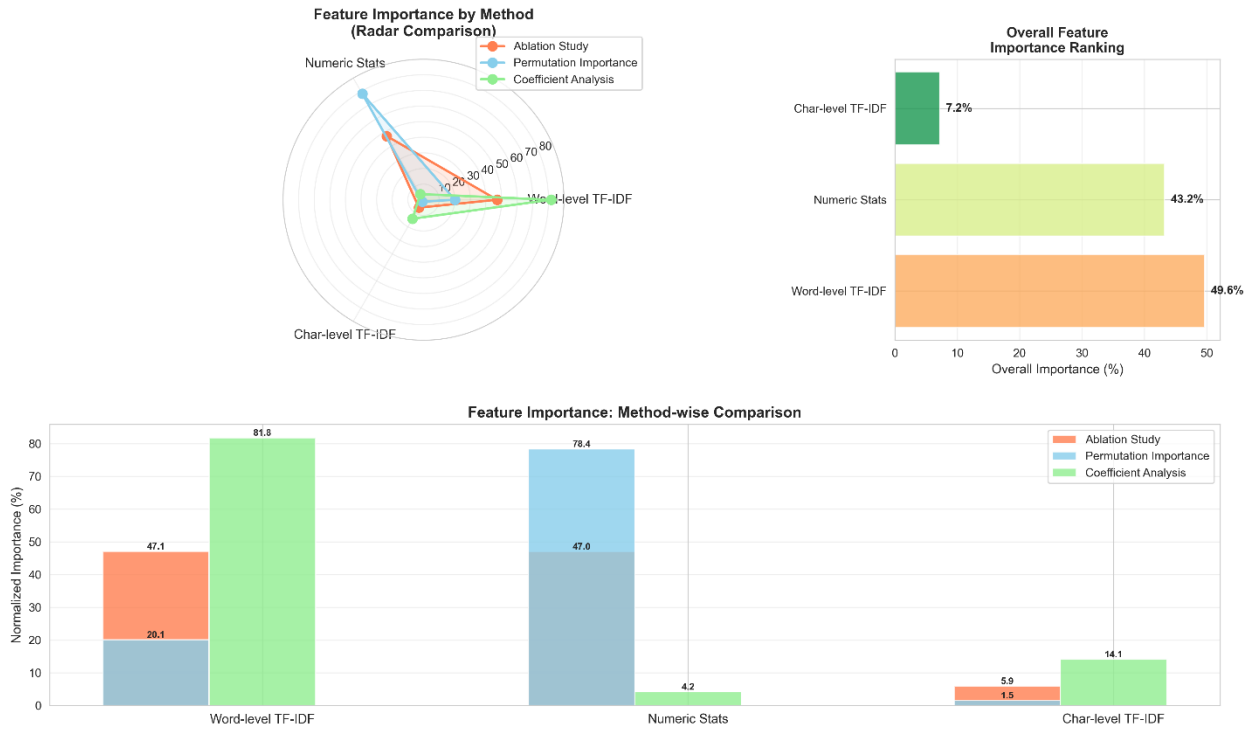 Feature Importance by Method
(Radar Comparison)
Ablation Study
Permutation Importance
Coefficient Analysis
Numeric Stats
10
20
30
40
50
60
70
80
Word-level TF-IDF
Char-level TF-IDF
Overall Feature
Importance Ranking
Char-level TF-IDF
7.2%
Numeric Stats
43.2%
Word-level TF-IDF
49.6%
0 10 20 30 40 50
Overall Importance (%)
Feature Importance: Method-wise Comparison
Normalized Importance (%)
80
70
60
50
40
30
20
10
0
81.8
47.1
20.1
78.4
47.0
4.2
5.9
1.5
14.1
Ablation Study
Permutation Importance
Coefficient Analysis
Word-level TF-IDF Numeric Stats Char-level TF-IDF